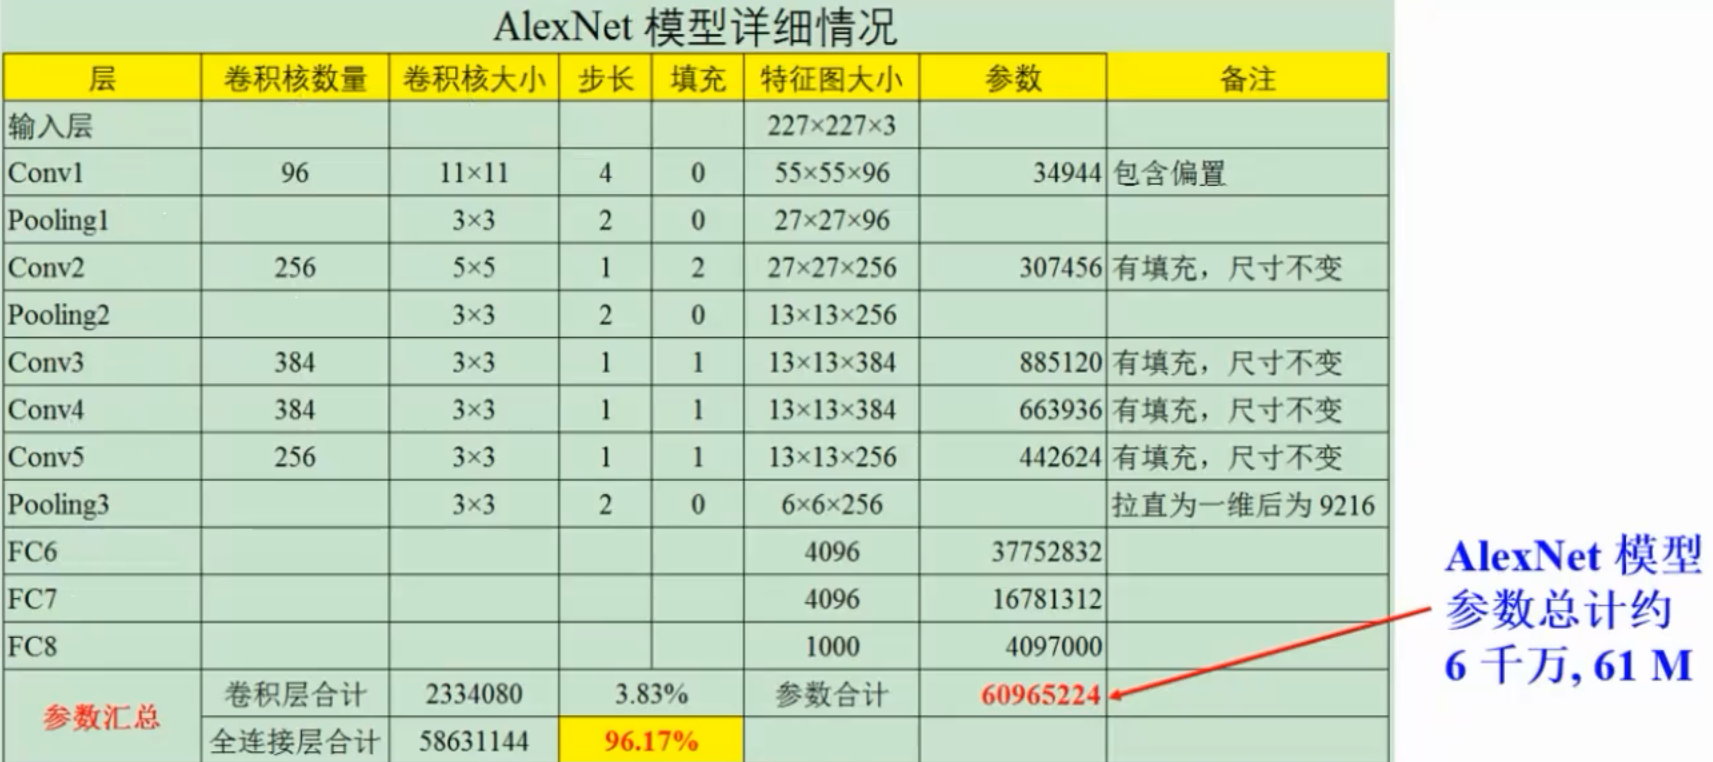 AlexNet 模型详细情况
层 卷积核数量 卷积核大小 步长 填充 特征图大小 参数 备注
输入层 227×227×3
Conv1 96 11×11 4 0 55×55×96 34944 包含偏置
Pooling1 3×3 2 0 27×27×96
Conv2 256 5×5 1 2 27×27×256 307456 有填充，尺寸不变
Pooling2 3×3 2 0 13×13×256
Conv3 384 3×3 1 1 13×13×384 885120 有填充，尺寸不变
Conv4 384 3×3 1 1 13×13×384 663936 有填充，尺寸不变
Conv5 256 3×3 1 1 13×13×256 442624 有填充，尺寸不变
Pooling3 3×3 2 0 6×6×256 拉直为一维后为 9216
FC6 4096 37752832
FC7 4096 16781312
FC8 1000 4097000
参数汇总 卷积层合计 2334080 3.83% 参数合计 60965224
全连接层合计 58631144 96.17%
AlexNet 模型
参数总计约
6 千万, 61 M